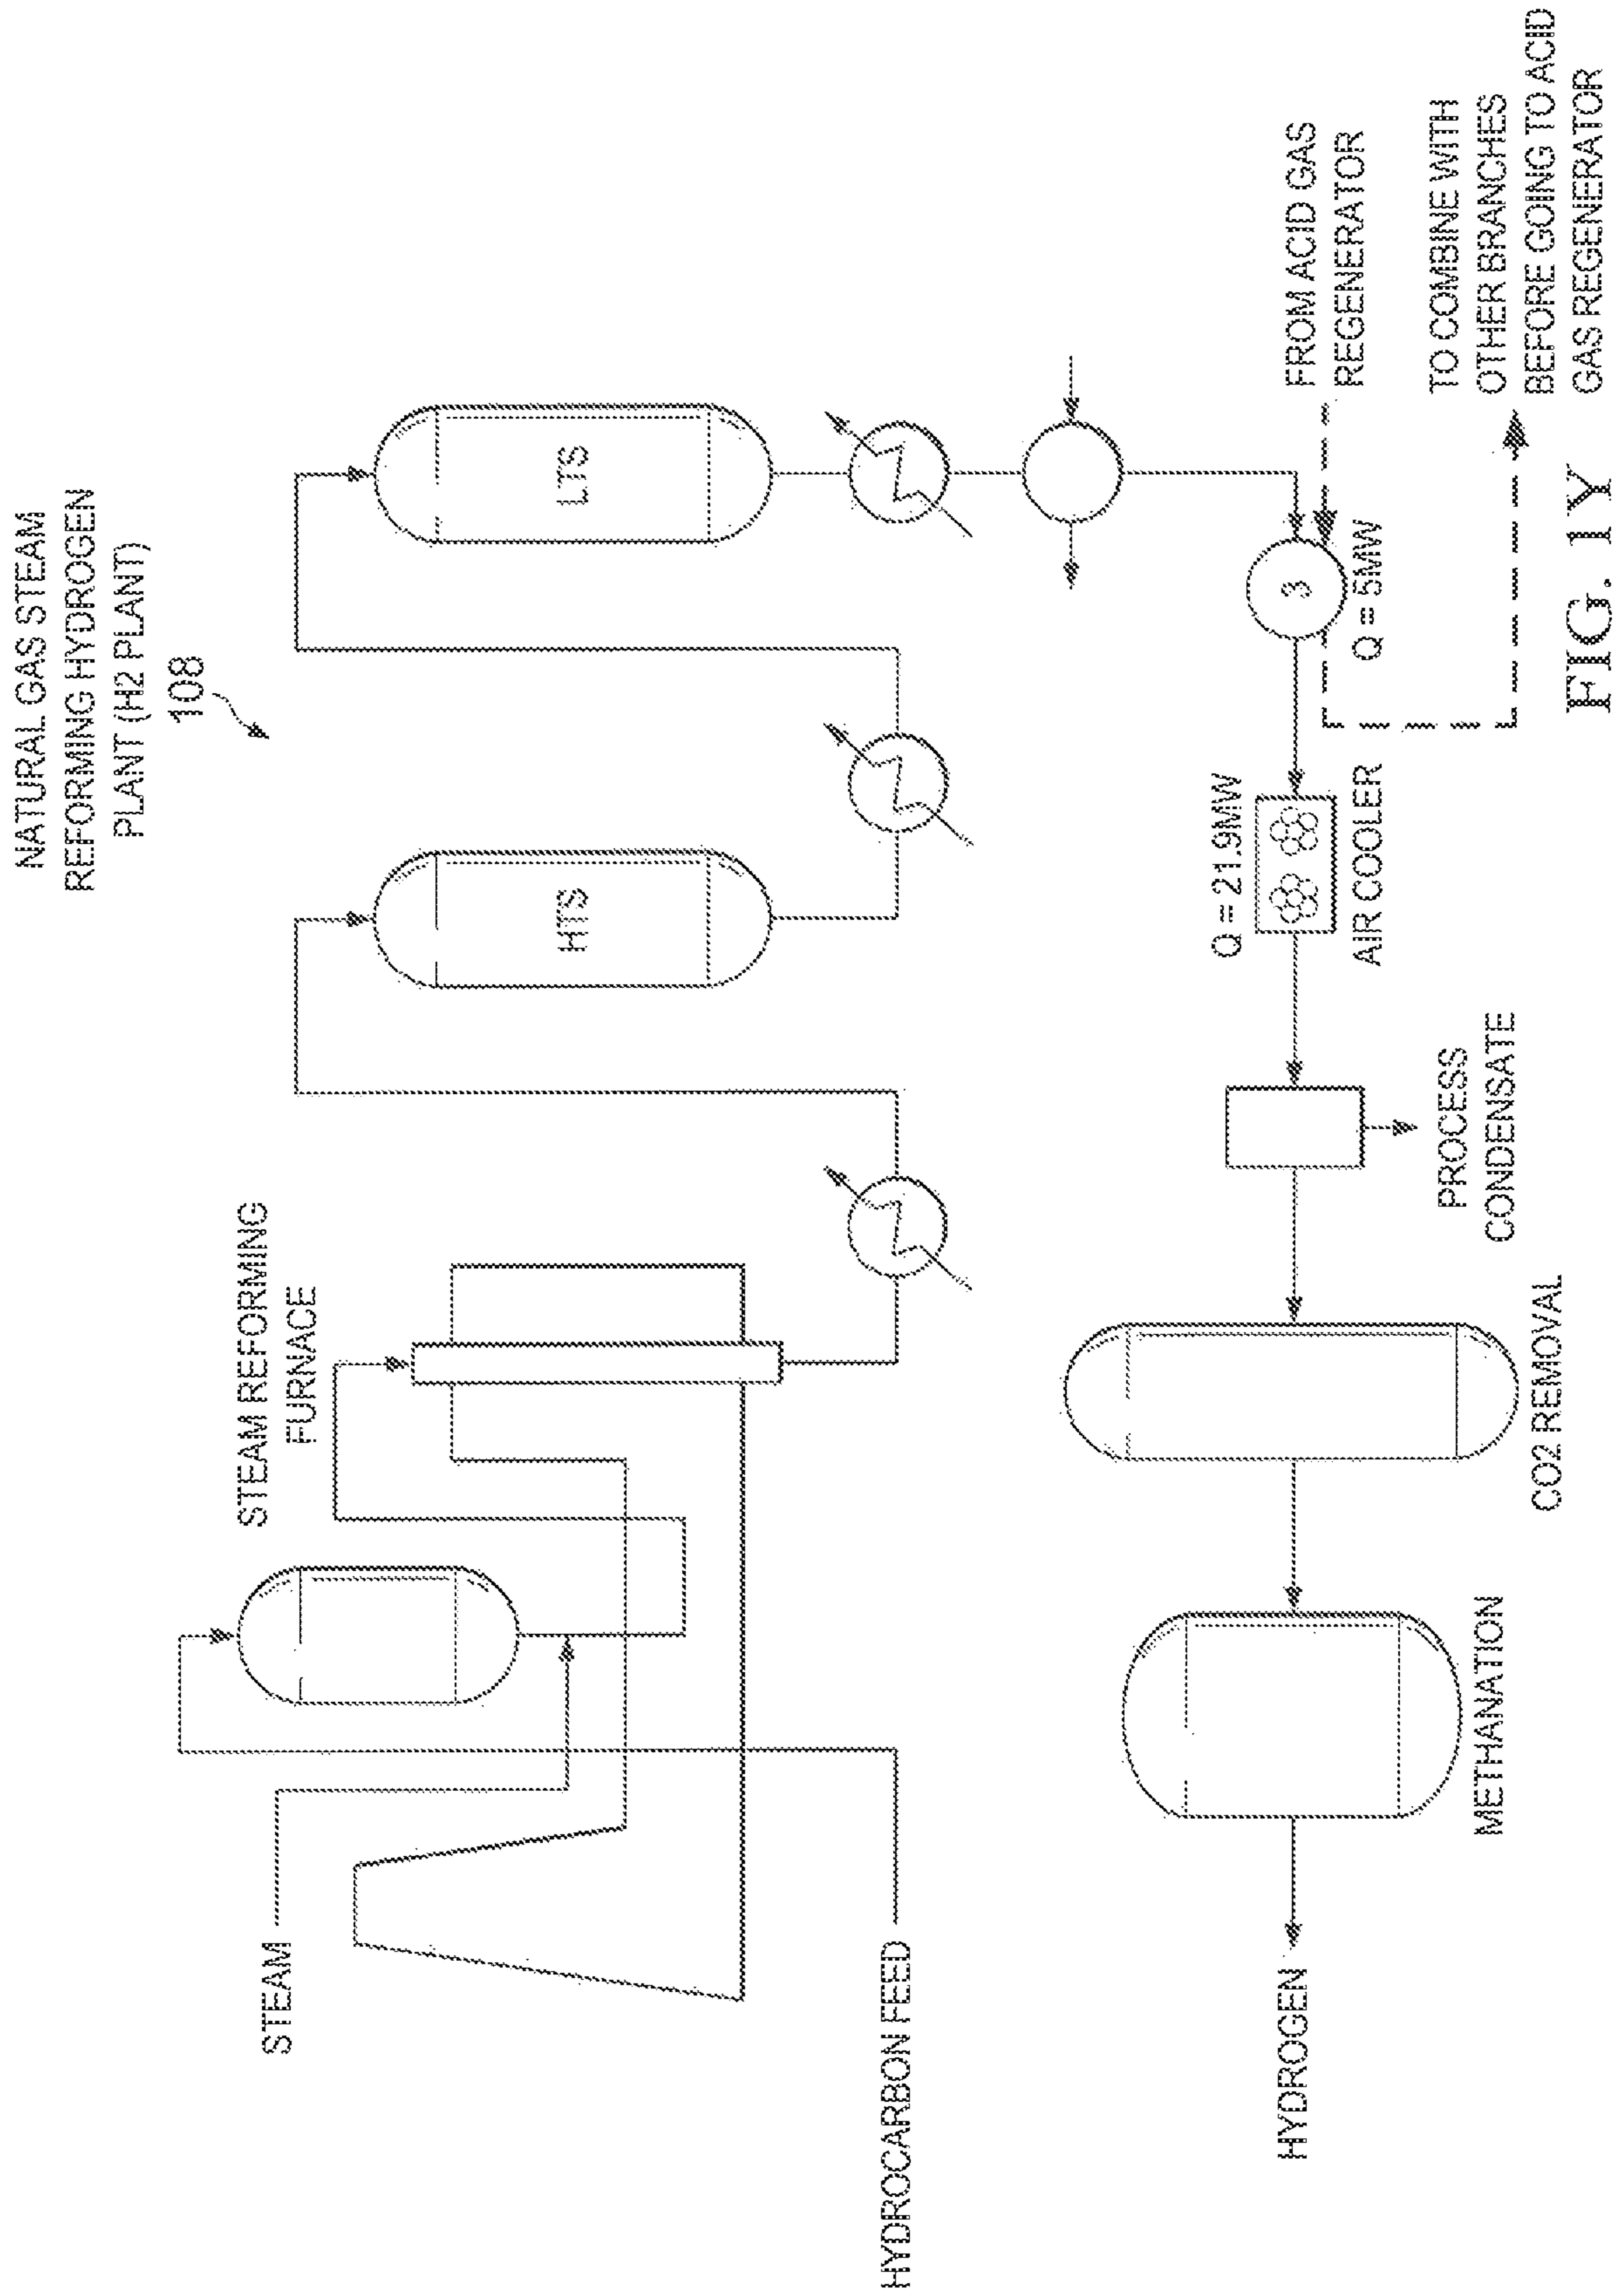 NATURAL GAS STEAM
REFORMING HYDROGEN
PLANT (H2 PLANT)
108
STEAM REFORMING
FURNACE
STEAM
HTS
LTS
HYDROCARBON FEED
FROM ACID GAS
REGENERATOR
3
Q = 5MW
Q = 21.9MW
AIR COOLER
TO COMBINE WITH
OTHER BRANCHES
BEFORE GOING TO ACID
GAS REGENERATOR
PROCESS
CONDENSATE
CO2 REMOVAL
METHANATION
HYDROGEN
FIG. 1Y